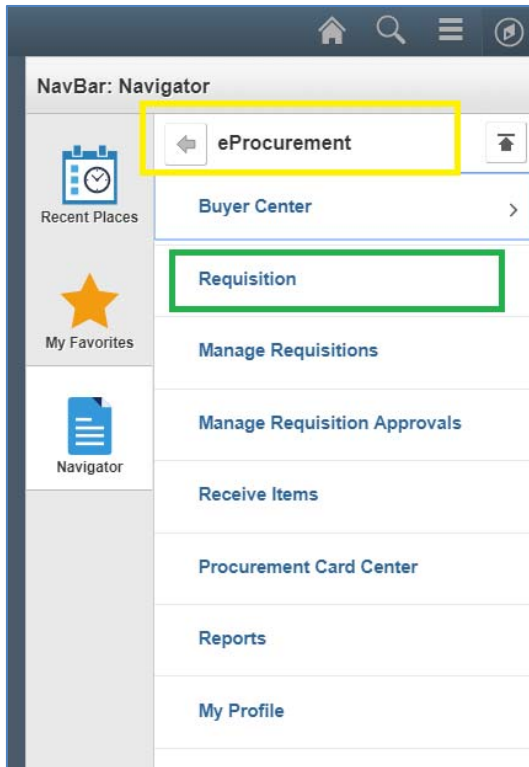 NavBar: Navigator
eProcurement
Recent Places
Buyer Center
Requisition
My Favorites
Manage Requisitions
Manage Requisition Approvals
Navigator
Receive Items
Procurement Card Center
Reports
My Profile